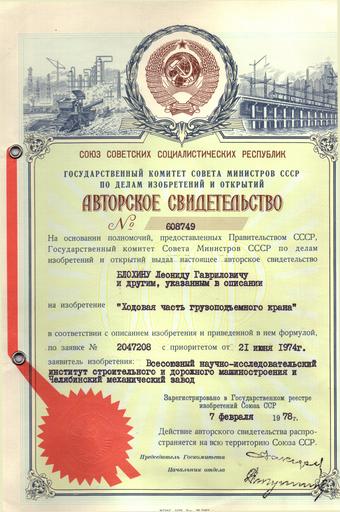 СОЮЗ СОВЕТСКИХ СОЦИАЛИСТИЧЕСКИХ РЕСПУБЛИК
ГОСУДАРСТВЕННЫЙ КОМИТЕТ СОВЕТА МИНИСТРОВ СССР
ПО ДЕЛАМ ИЗОБРЕТЕНИЙ И ОТКРЫТИЙ
АВТОРСКОЕ СВИДЕТЕЛЬСТВО
№ 608749
На основании полномочий, предоставленных Правительством СССР,
Государственный комитет Совета Министров СССР по делам
изобретений и открытий выдал настоящее авторское свидетельство
БЛОХИНУ Леониду Гавриловичу
и другим, указанным в описании
на изобретение "Ходовая часть грузоподъемного крана"
в соответствии с описанием изобретения и приведенной в нем формулой,
по заявке № 2047208 с приоритетом от 21 июня 1974г.
заявитель изобретения: Всесоюзный научно-исследовательский
институт строительного и дорожного машиностроения и
Челябинский механический завод
Зарегистрировано в Государственном реестре
изобретений Союза ССР
7 февраля 1978г.
Действие авторского свидетельства распро-
страняется на всю территорию Союза ССР.
Председатель Госкомитета
Начальник отдела